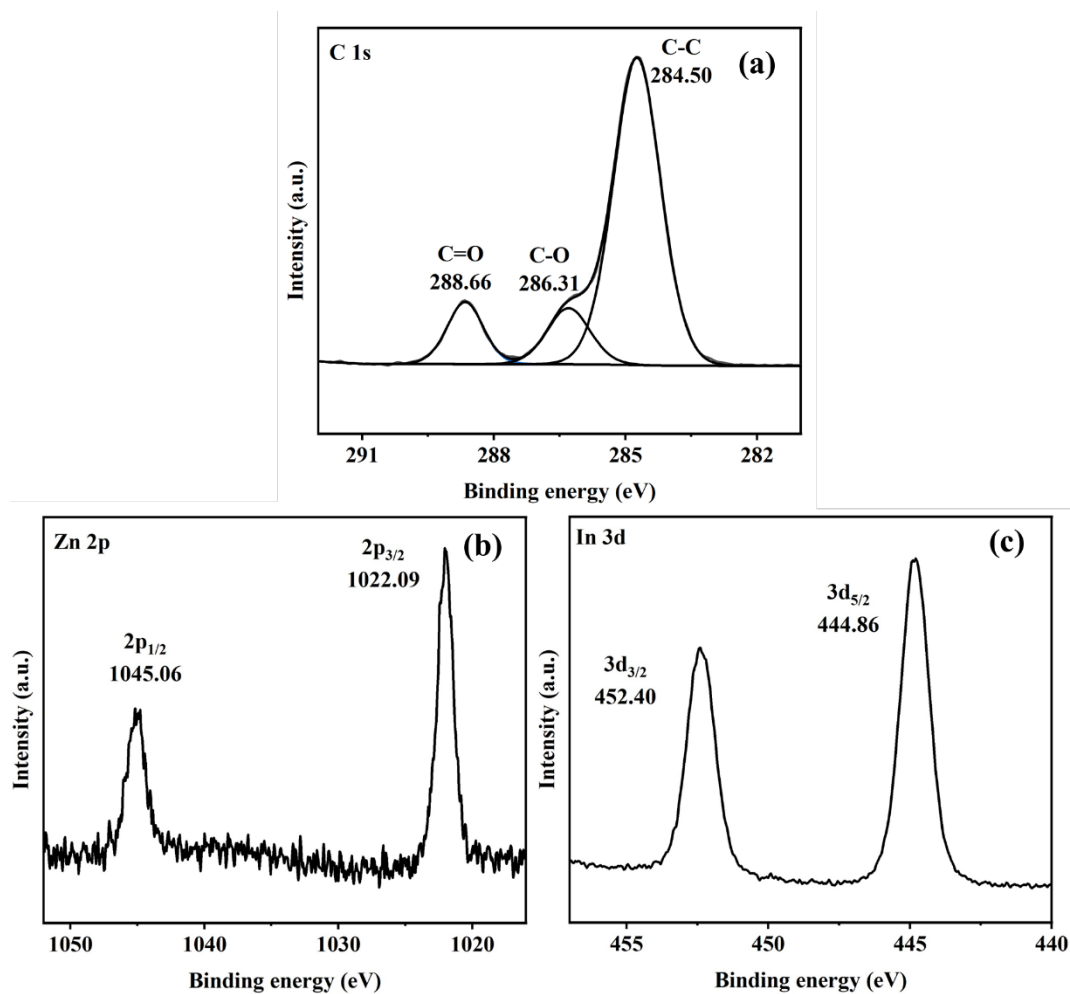 C 1s
(a)
C-C
284.50
C=O
288.66
C-O
286.31
Intensity (a.u.)
291
288
285
282
Binding energy (eV)
Zn 2p
(b)
2p3/2
1022.09
2p1/2
1045.06
Intensity (a.u.)
1050
1040
1030
1020
Binding energy (eV)
In 3d
(c)
3d5/2
444.86
3d3/2
452.40
Intensity (a.u.)
455
450
445
440
Binding energy (eV)